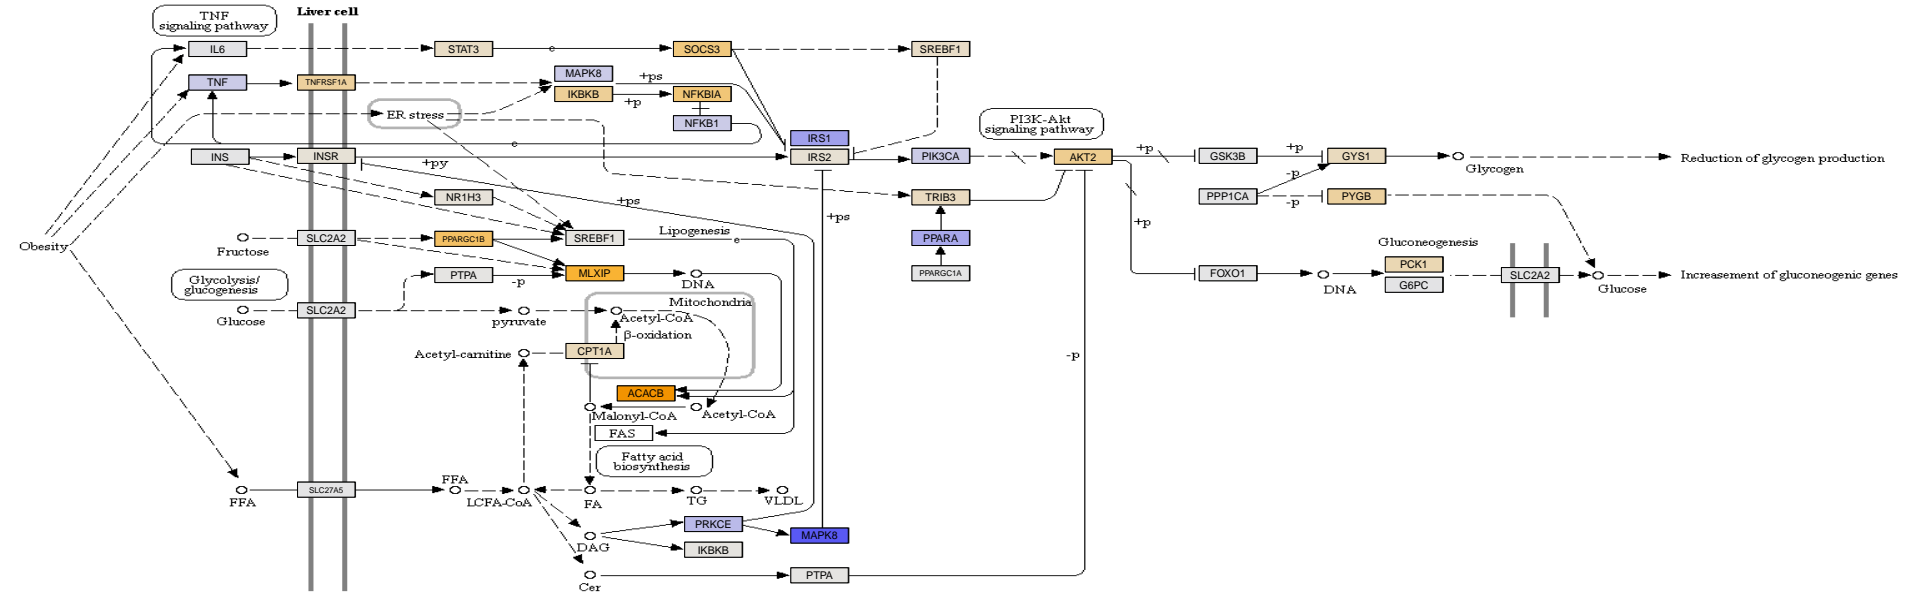 TNF
signaling pathway
Liver cell
IL6
STAT3
e
SOCS3
SREBF1
TNF
TNFRSF1A
MAPK8
+ps
IKBKB
+p
NFKBIA
ER stress
NFKB1
PI3K-Akt
signaling pathway
IRS1
e
INS
INSR
+py
IRS2
PIK3CA
AKT2
+p
GSK3B
+p
GYS1
Glycogen
Reduction of glycogen production
-p
NR1H3
+ps
TRIB3
PPP1CA
-p
PYGB
+ps
+p
Obesity
Fructose
SLC2A2
PPARGC1B
SREBF1
Lipogenesis
e
PPARA
Gluconeogenesis
Glycolysis/
glucogenesis
PTPA
-p
MLXIP
DNA
PPARGC1A
FOXO1
DNA
PCK1
G6PC
SLC2A2
Glucose
Increasement of gluconeogenic genes
Mitochondria
Glucose
SLC2A2
pyruvate
Acetyl-CoA
β-oxidation
Acetyl-carnitine
CPT1A
-p
ACACB
Malonyl-CoA
Acetyl-CoA
FAS
Fatty acid
biosynthesis
FFA
SLC27A5
FFA
LCFA-CoA
FA
TG
VLDL
PRKCE
MAPK8
DAG
IKBKB
PTPA
Cer